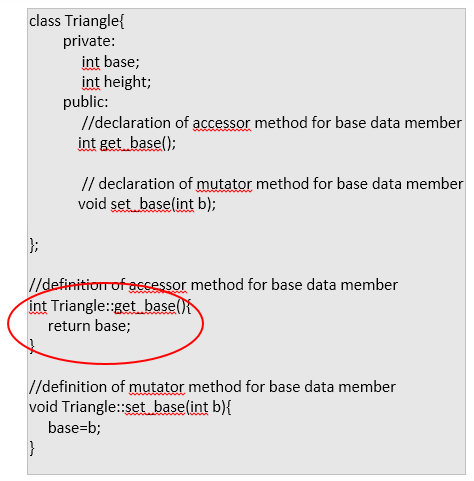 class Triangle{
private:
int base;
int height;
public:
//declaration of accessor method for base data member
int get_base();
// declaration of mutator method for base data member
void set_base(int b);
};
//definition of accessor method for base data member
int Triangle::get_base(){
return base;
}
//definition of mutator method for base data member
void Triangle::set_base(int b){
base=b;
}